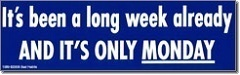 It's been a long week already
AND IT'S ONLY MONDAY